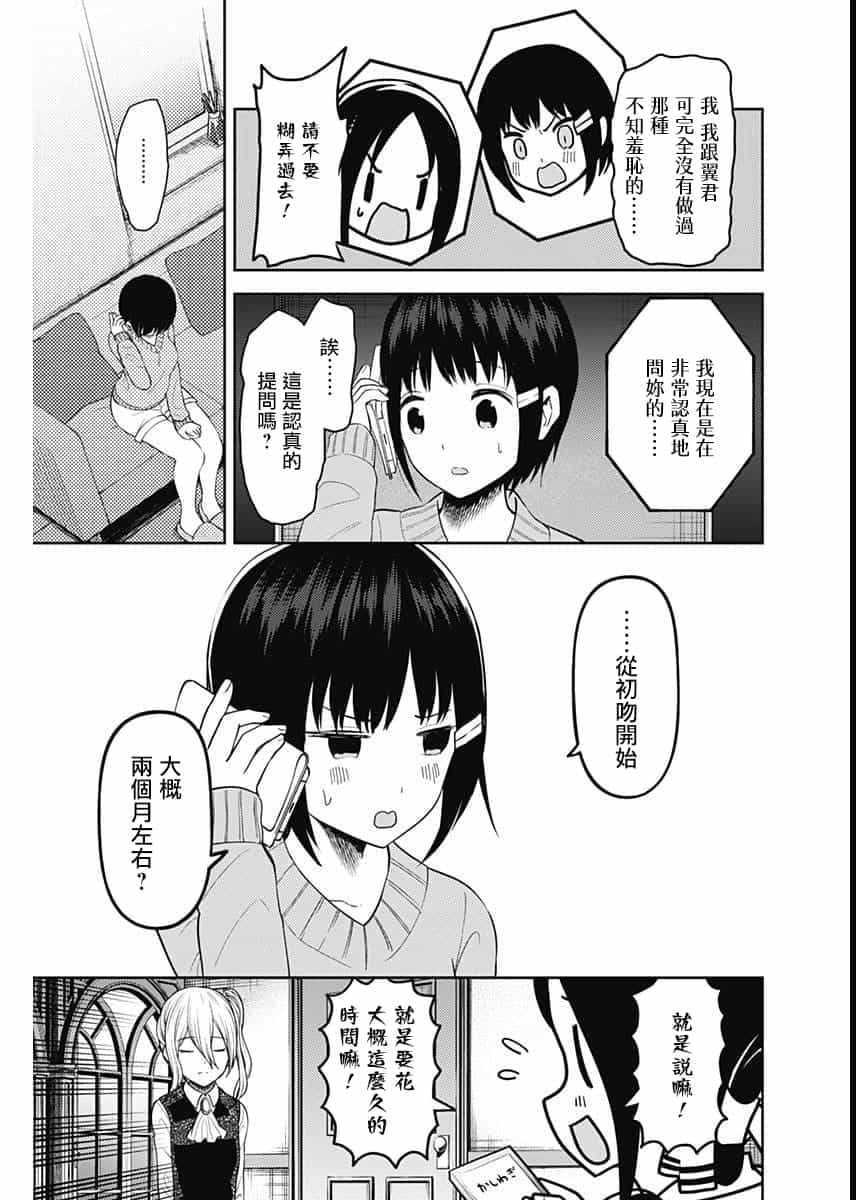 我 我跟翼君
可完全沒有做過
那種
不知羞恥的……
請不要
糊弄過去！
我現在是在
非常認真地
問妳的……
誒……
這是認真的
提問嗎？
……
……從初吻開始
大概
兩個月左右？
就是說嘛！
就是要花
大概這麼久的
時間嘛！
かしわぎ